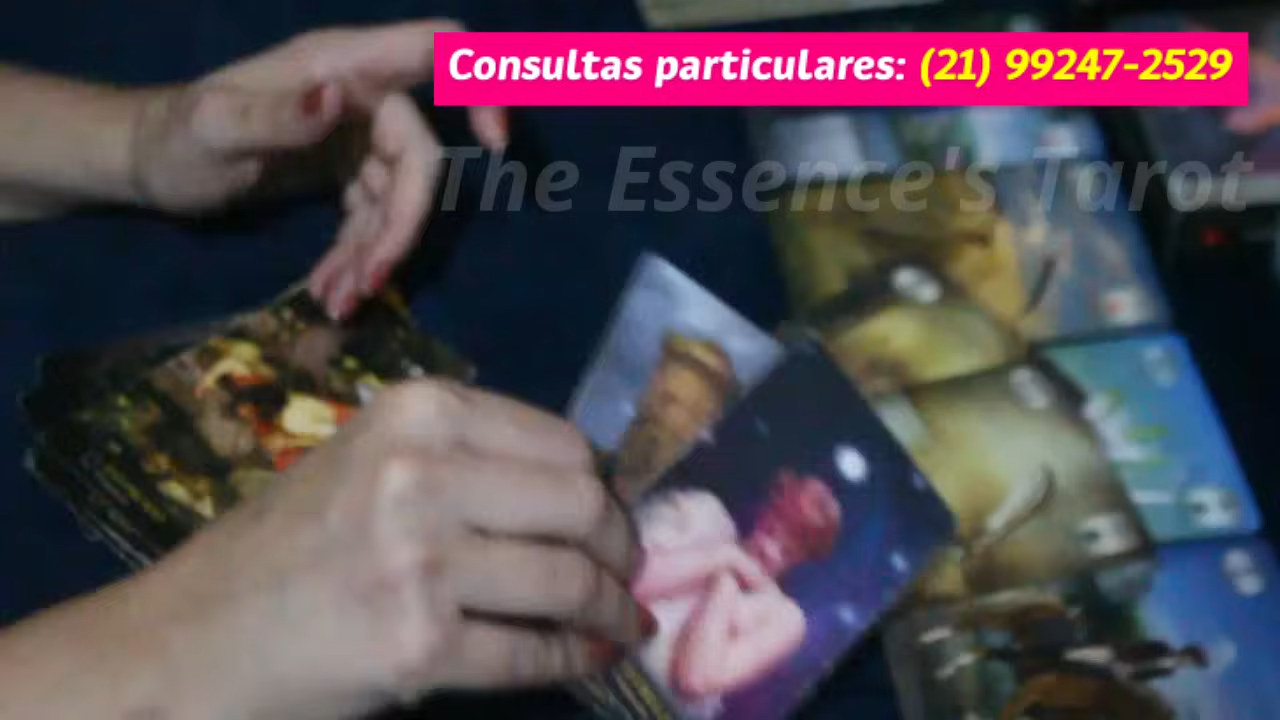 Consultas particulares: (21) 99247-2529
The Essence's Tarot